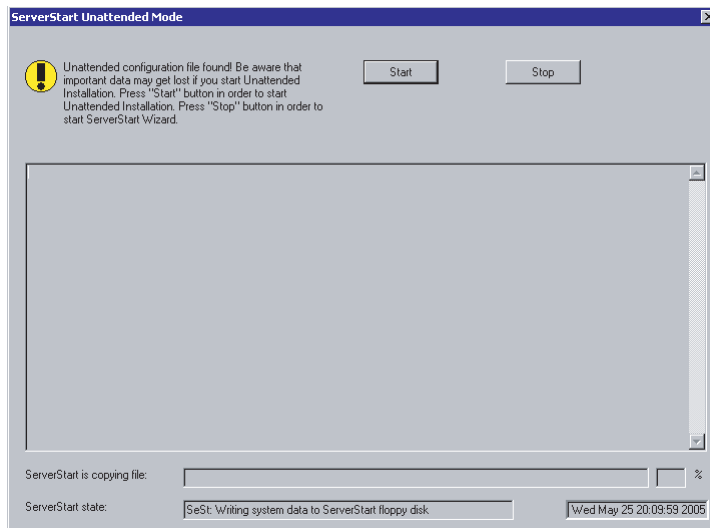 ServerStart Unattended Mode
Unattended configuration file found! Be aware that
important data may get lost if you start Unattended
Installation. Press "Start" button in order to start
Unattended Installation. Press "Stop" button in order to
start ServerStart Wizard.
Start
Stop
ServerStart is copying file:
%
ServerStart state:
SeSt: Writing system data to ServerStart floppy disk
Wed May 25 20:09:59 2005